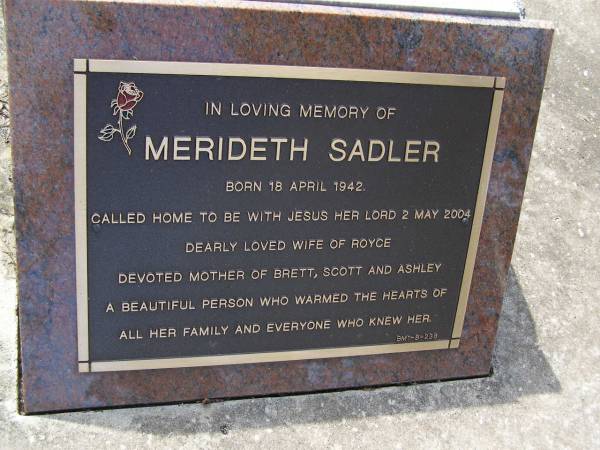 IN LOVING MEMORY OF
MERIDETH SADLER
BORN 18 APRIL 1942.
CALLED HOME TO BE WITH JESUS HER LORD 2 MAY 2004
DEARLY LOVED WIFE OF ROYCE
DEVOTED MOTHER OF BRETT, SCOTT AND ASHLEY
A BEAUTIFUL PERSON WHO WARMED THE HEARTS OF
ALL HER FAMILY AND EVERYONE WHO KNEW HER.